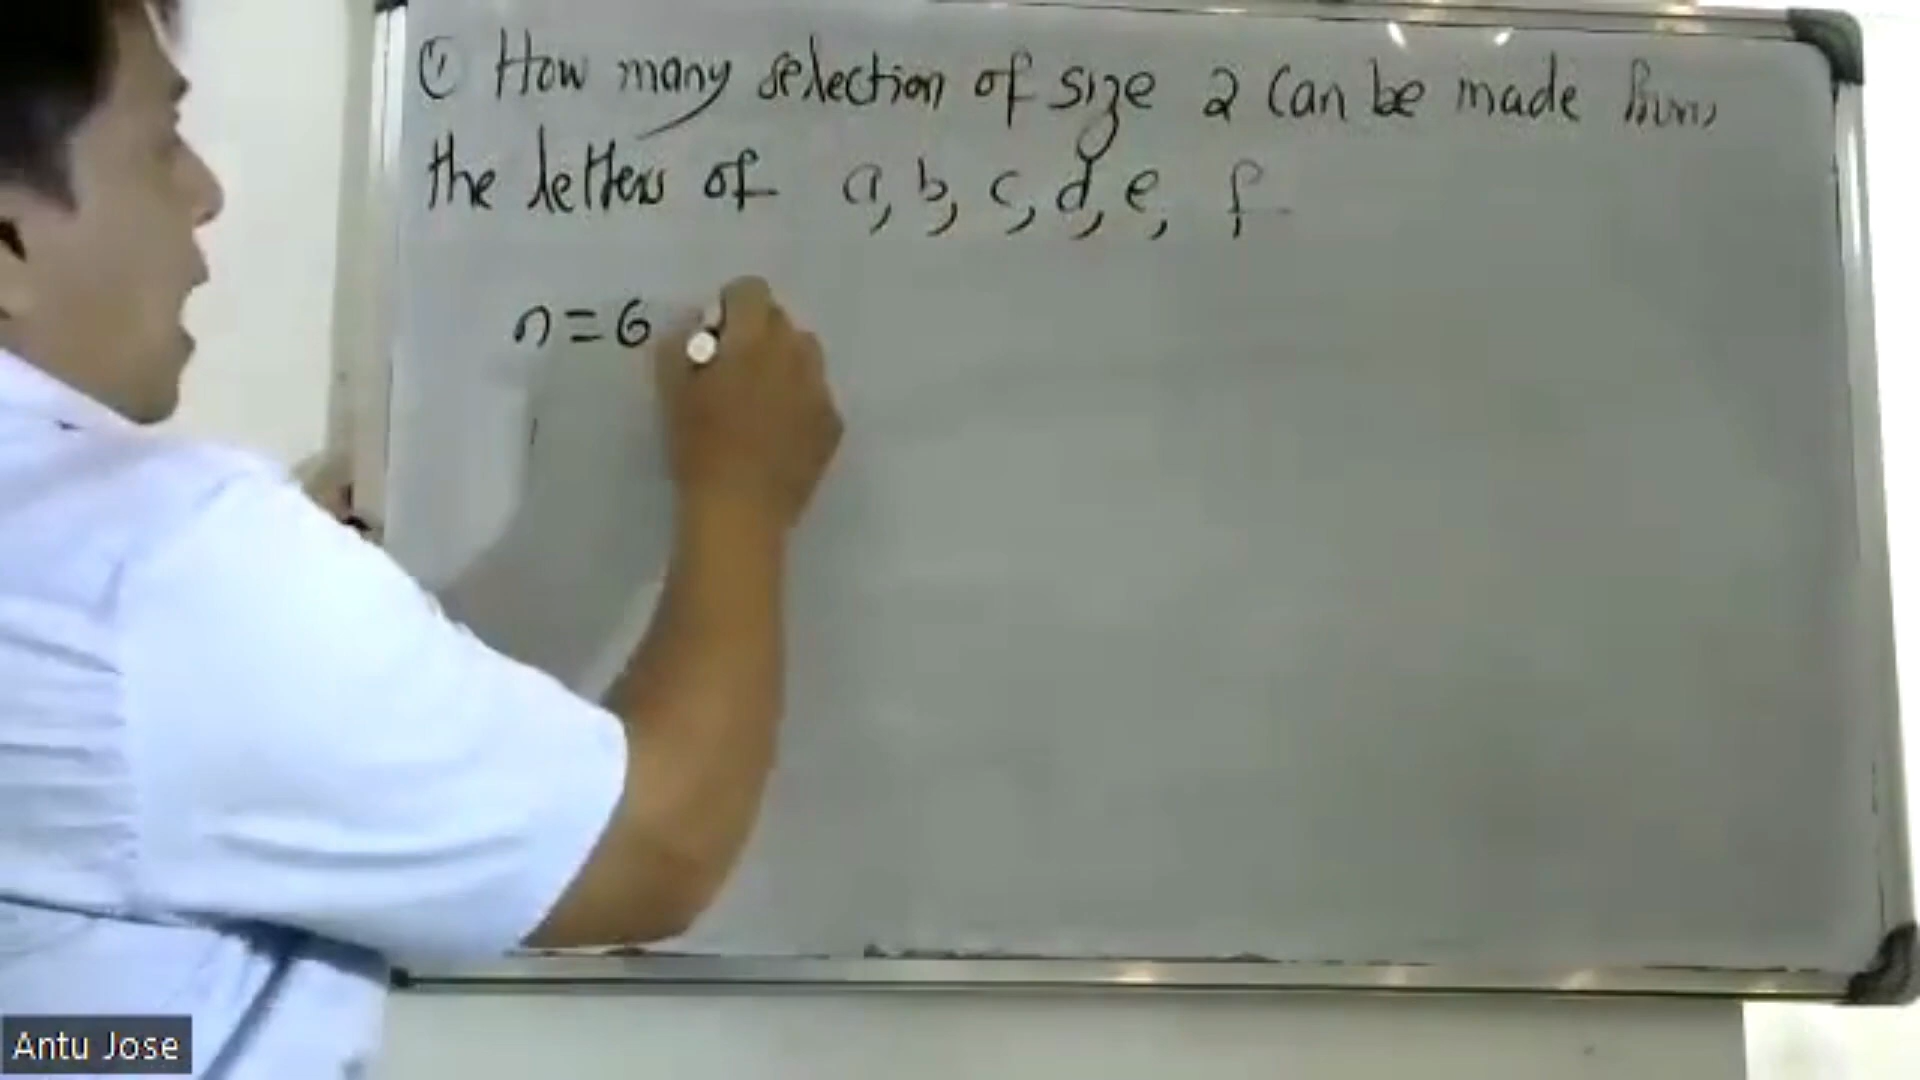 ① How many selection of size 2 can be made from
the letters of a, b, c, d, e, f
n=6
Antu Jose